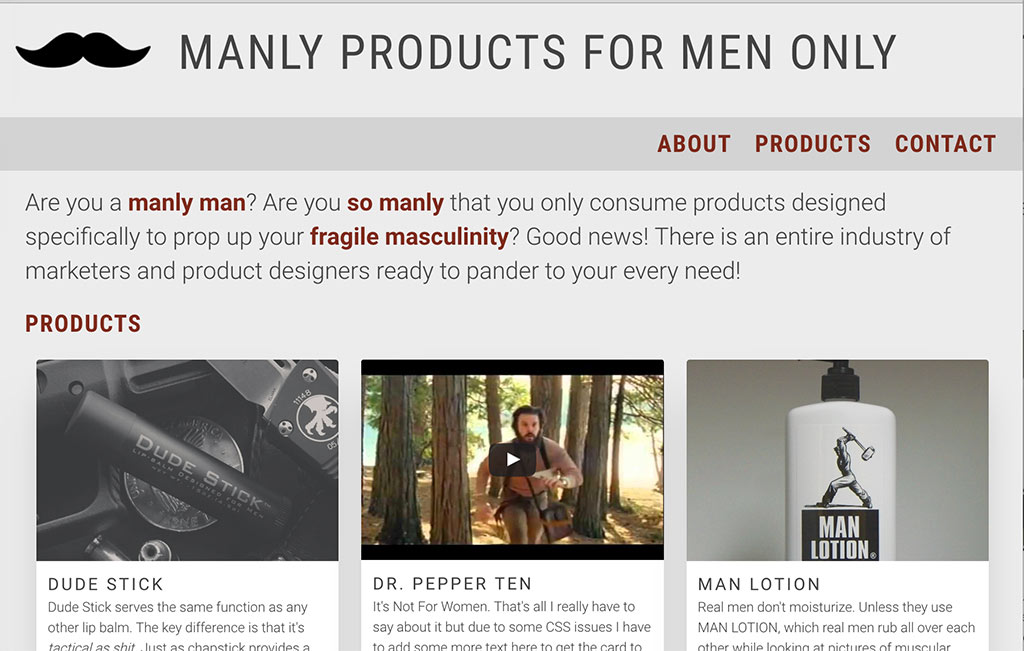 MANLY PRODUCTS FOR MEN ONLY
ABOUT PRODUCTS CONTACT
Are you a manly man? Are you so manly that you only consume products designed
specifically to prop up your fragile masculinity? Good news! There is an entire industry of
marketers and product designers ready to pander to your every need!
PRODUCTS
11148
DUDE STICK
LIP BALM DESIGNED FOR MEN
MAN
LOTION®
DUDE STICK
Dude Stick serves the same function as any
other lip balm. The key difference is that it's
tactical as shit. Just as chapstick provides a
DR. PEPPER TEN
It's Not For Women. That's all I really have to
say about it but due to some CSS issues I have
to add some more text here to get the card to
MAN LOTION
Real men don't moisturize. Unless they use
MAN LOTION, which real men rub all over each
other while looking at pictures of muscular